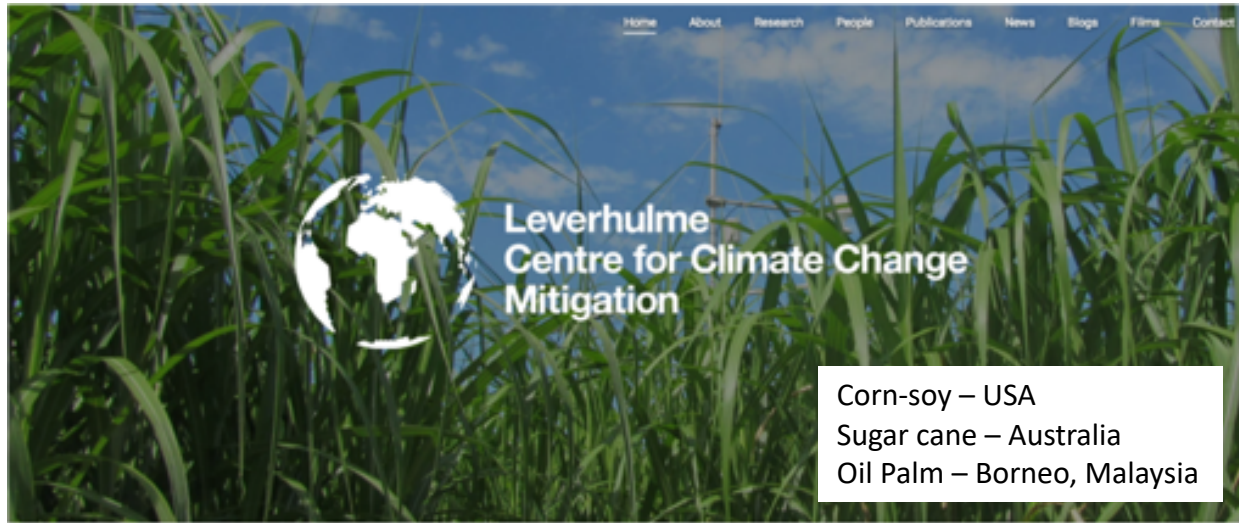 Home About Research People Publications News Blogs Films Contact
Leverhulme
Centre for Climate Change
Mitigation
Corn-soy – USA
Sugar cane – Australia
Oil Palm – Borneo, Malaysia